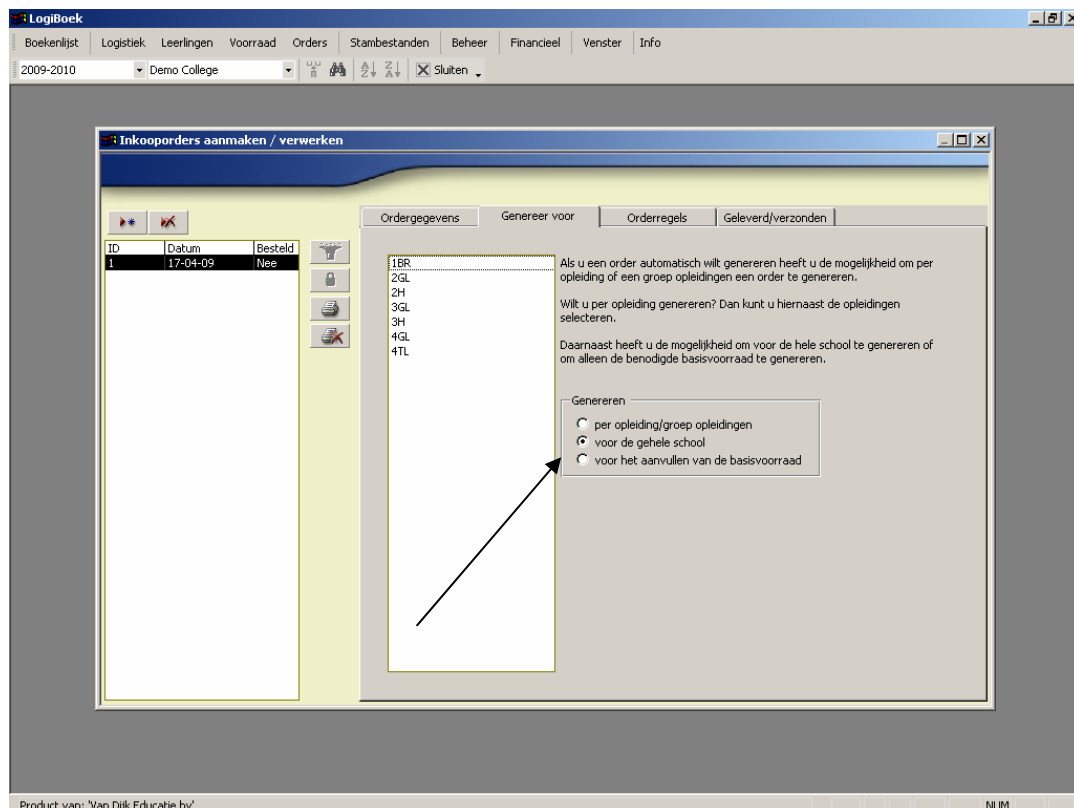 LogiBoek
Boekenlijst Logistiek Leerlingen Voorraad Orders Stambestanden Beheer Financieel Venster Info
2009-2010 Demo College Sluiten
Inkooporders aanmaken / verwerken
Ordergegevens Genereer voor Orderregels Geleverd/verzonden
ID Datum Besteld
1 17-04-09 Nee
1BR
2GL
2H
3GL
3H
4GL
4TL
Als u een order automatisch wilt genereren heeft u de mogelijkheid om per
opleiding of een groep opleidingen een order te genereren.
Wilt u per opleiding genereren? Dan kunt u hiernaast de opleidingen
selecteren.
Daarnaast heeft u de mogelijkheid om voor de hele school te genereren of
om alleen de benodigde basisvoorraad te genereren.
Genereren
per opleiding/groep opleidingen
voor de gehele school
voor het aanvullen van de basisvoorraad
Product van: 'Van Dijk Educatie bv' NUM